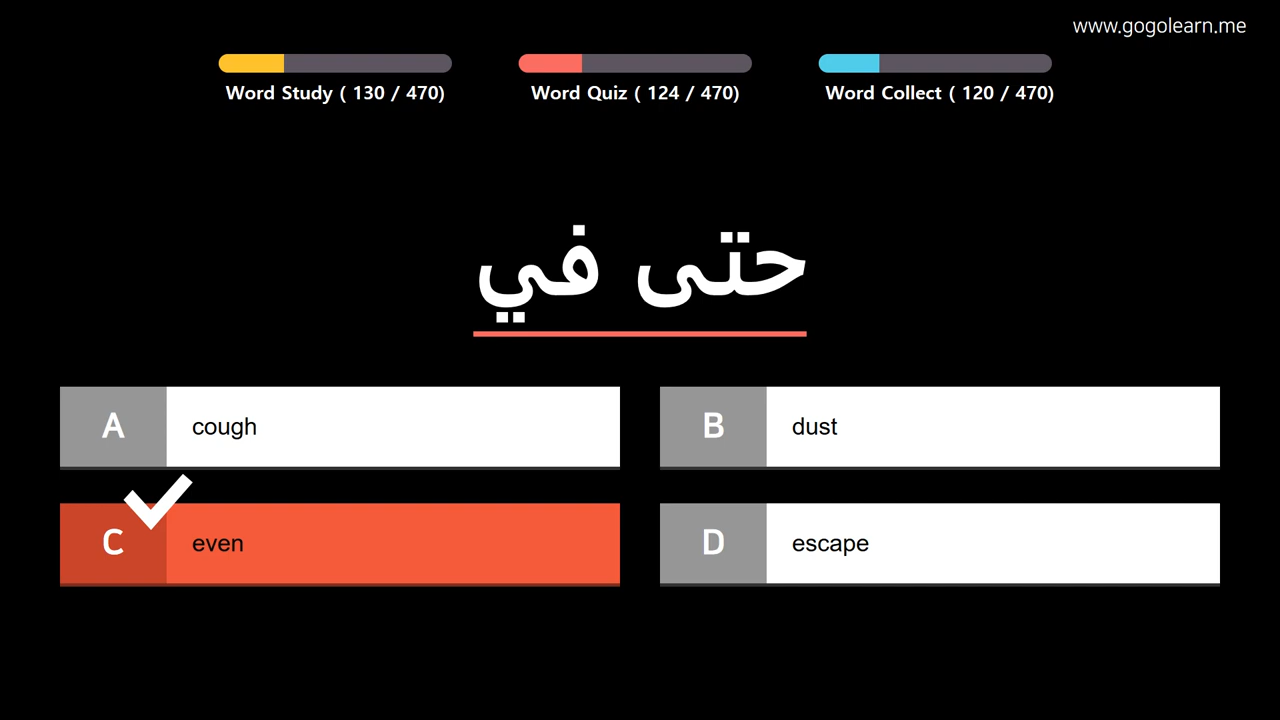 www.gogolearn.me
Word Study ( 130 / 470)
Word Quiz ( 124 / 470)
Word Collect ( 120 / 470)
حتى في
A cough
B dust
C even
D escape